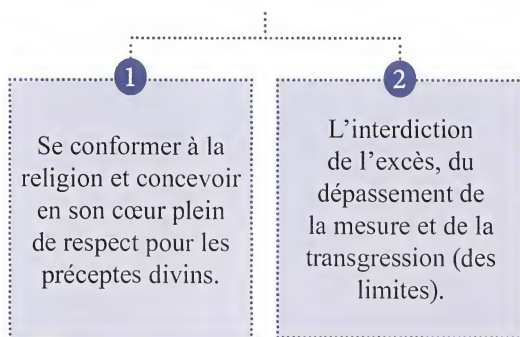 1
Se conformer à la
religion et concevoir
en son cœur plein
de respect pour les
préceptes divins.
2
L’interdiction
de l’excès, du
dépassement de
la mesure et de la
transgression (des
limites).